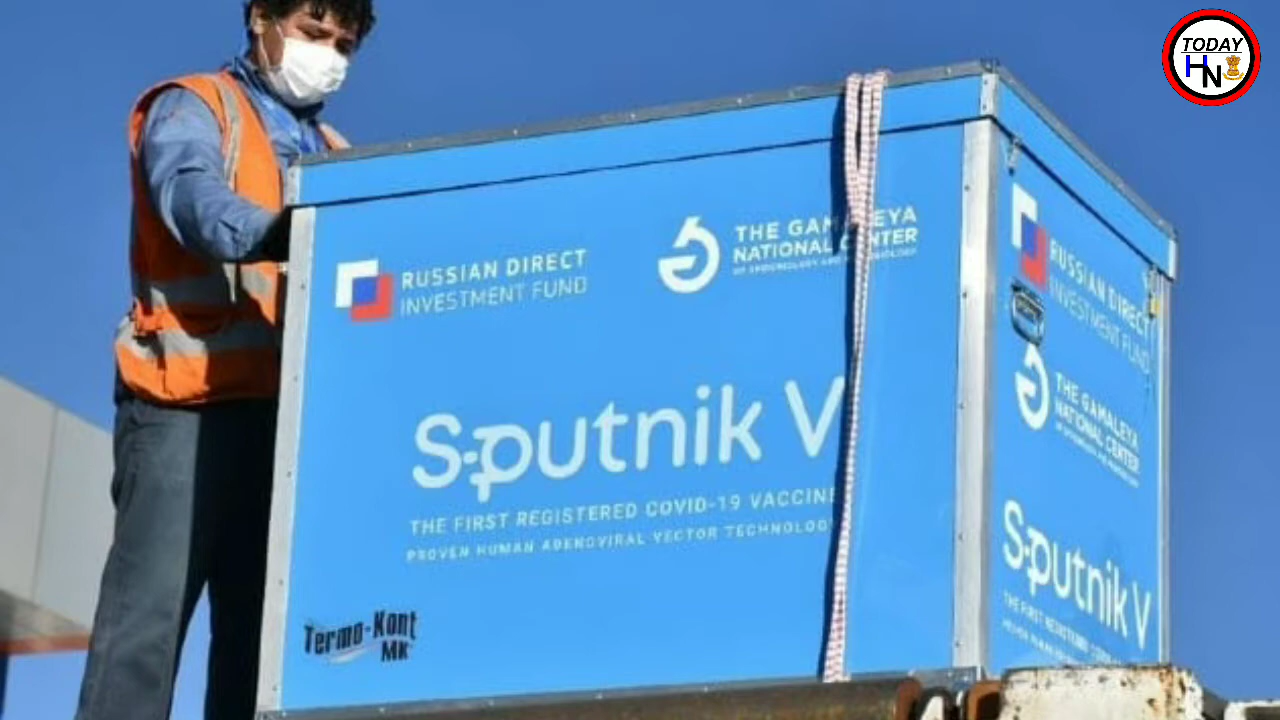 TODAY
HN
RUSSIAN DIRECT
INVESTMENT FUND
THE GAMALEYA
NATIONAL CENTER
Sputnik V
THE FIRST REGISTERED COVID-19 VACCINE
PROVEN HUMAN ADENOVIRAL VECTOR TECHNOLOGY
Termo-Kont
MK
RUSSIAN DIRECT
INVESTMENT FUND
THE GAMALEYA
NATIONAL CENTER
Sputnik V
THE FIRST REGISTERED